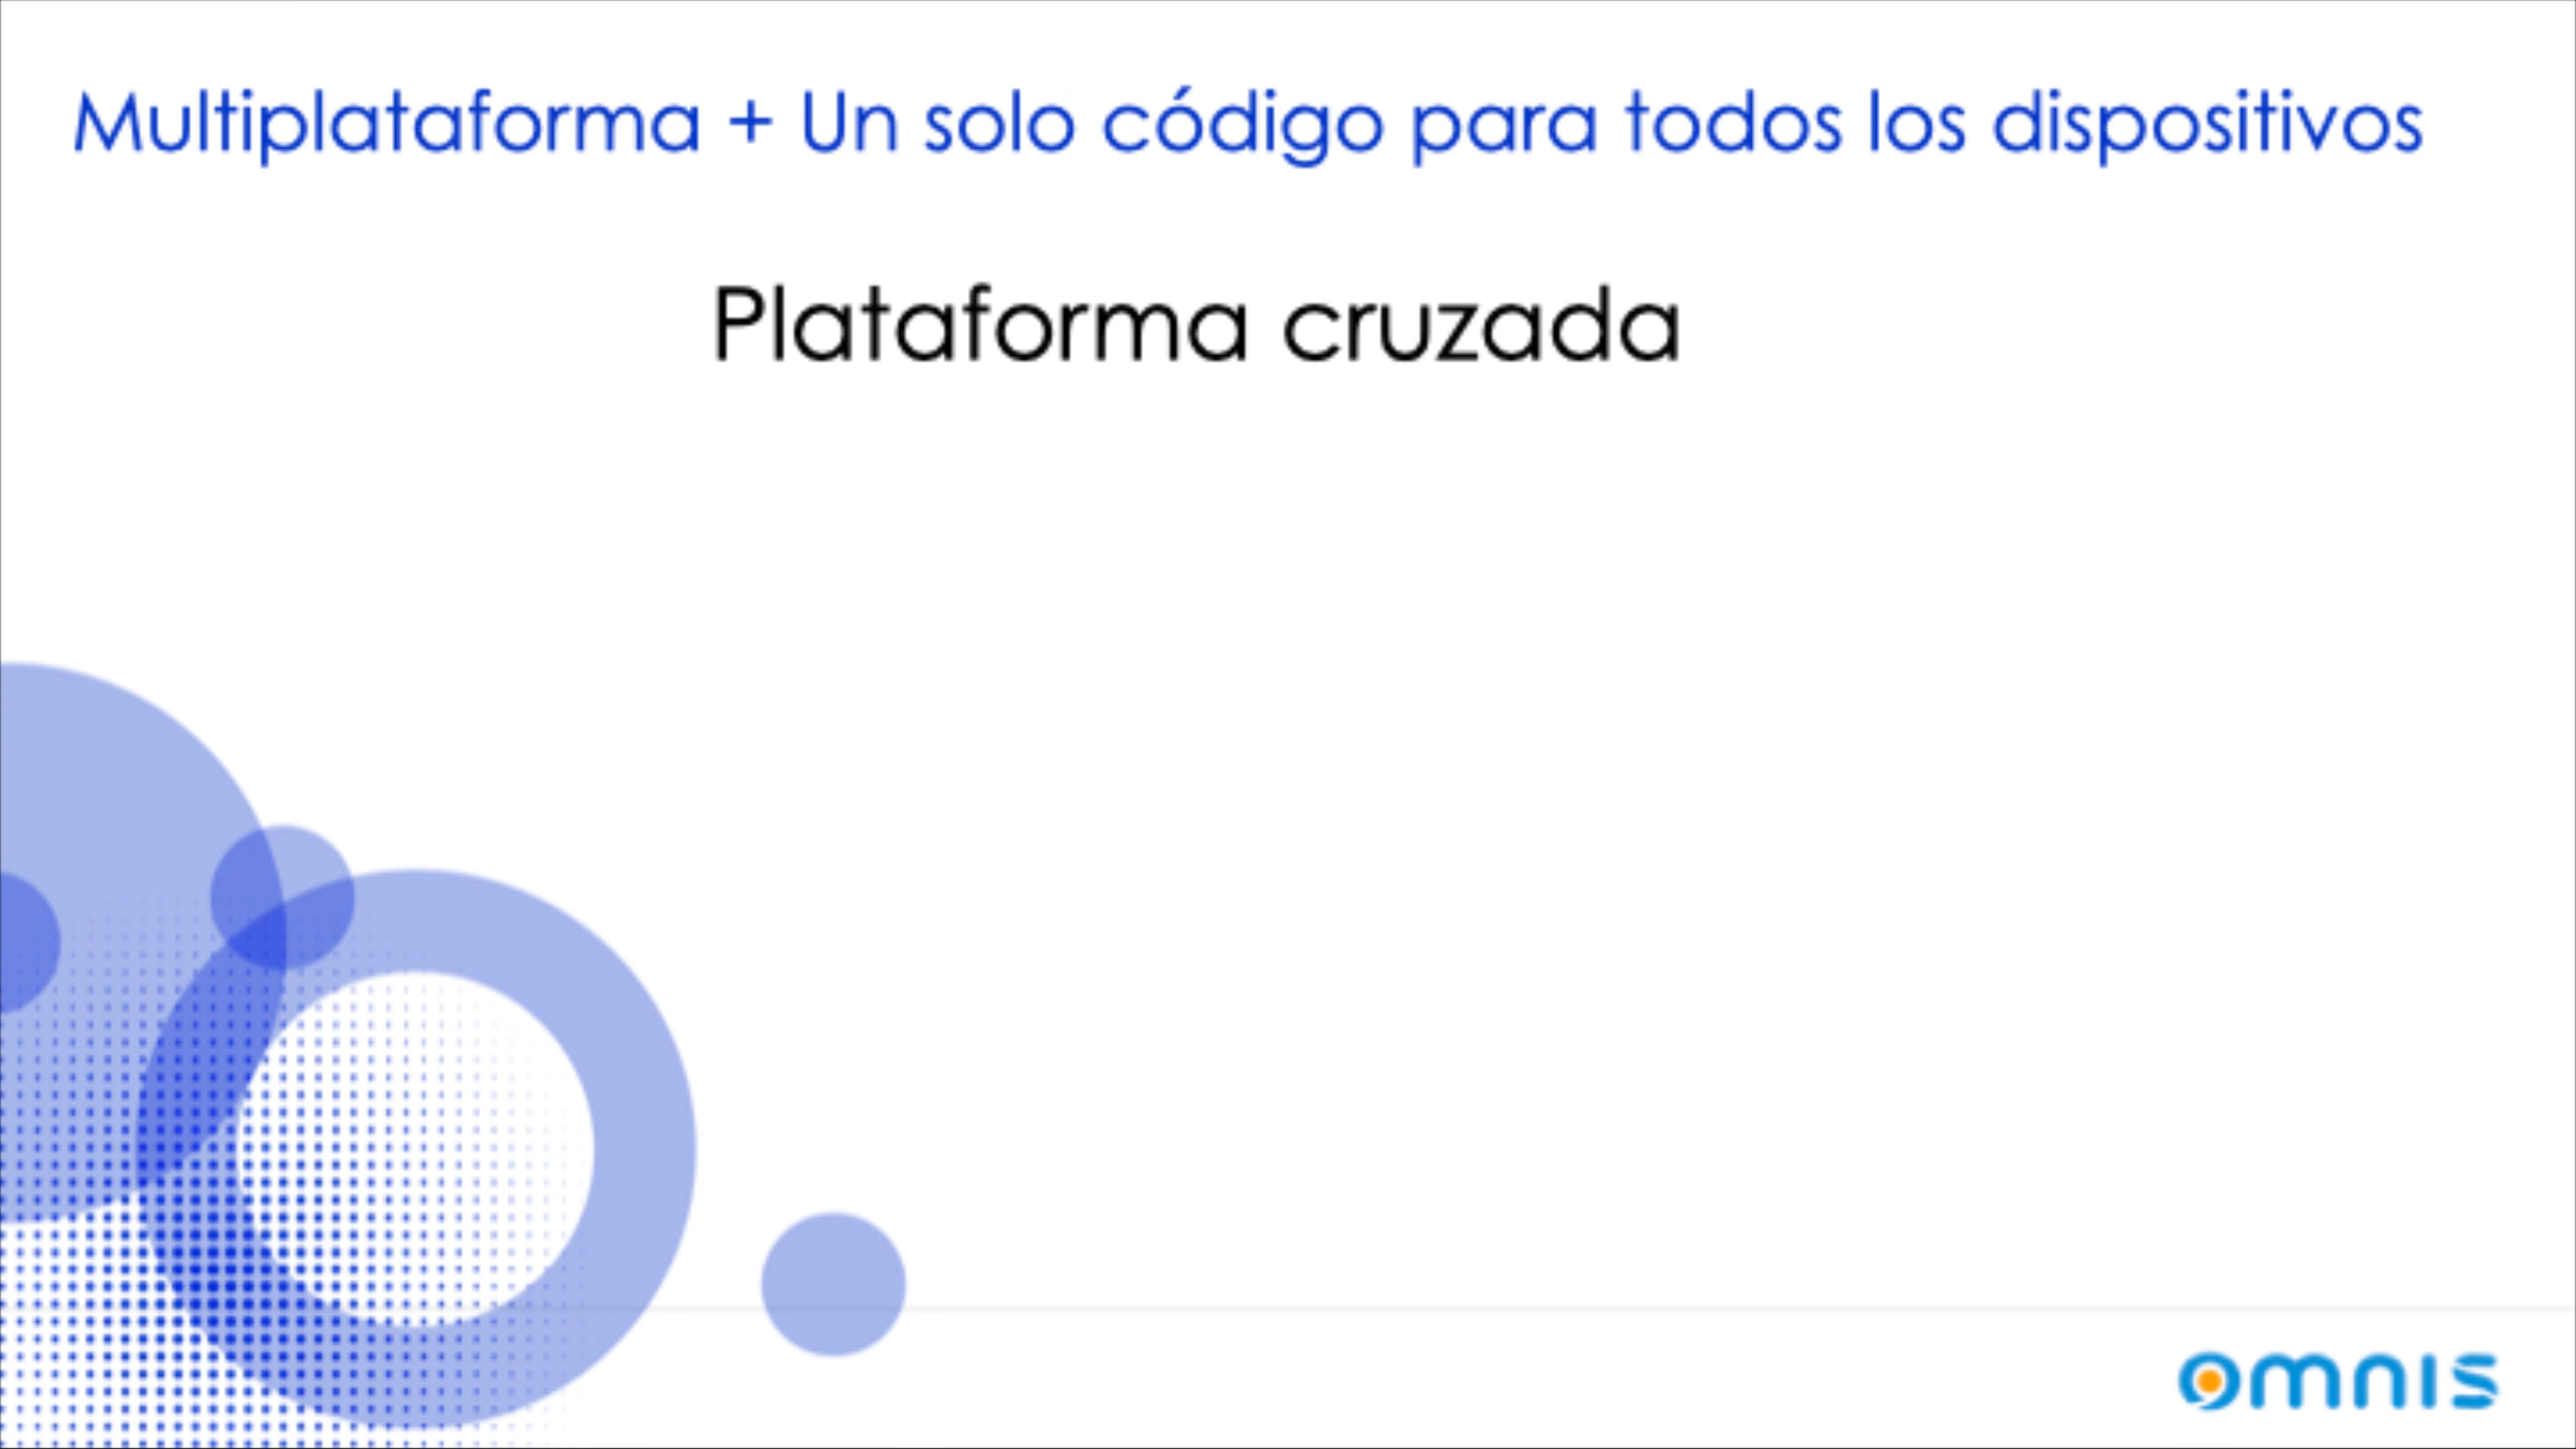 Multiplataforma + Un solo código para todos los dispositivos
Plataforma cruzada
omnis